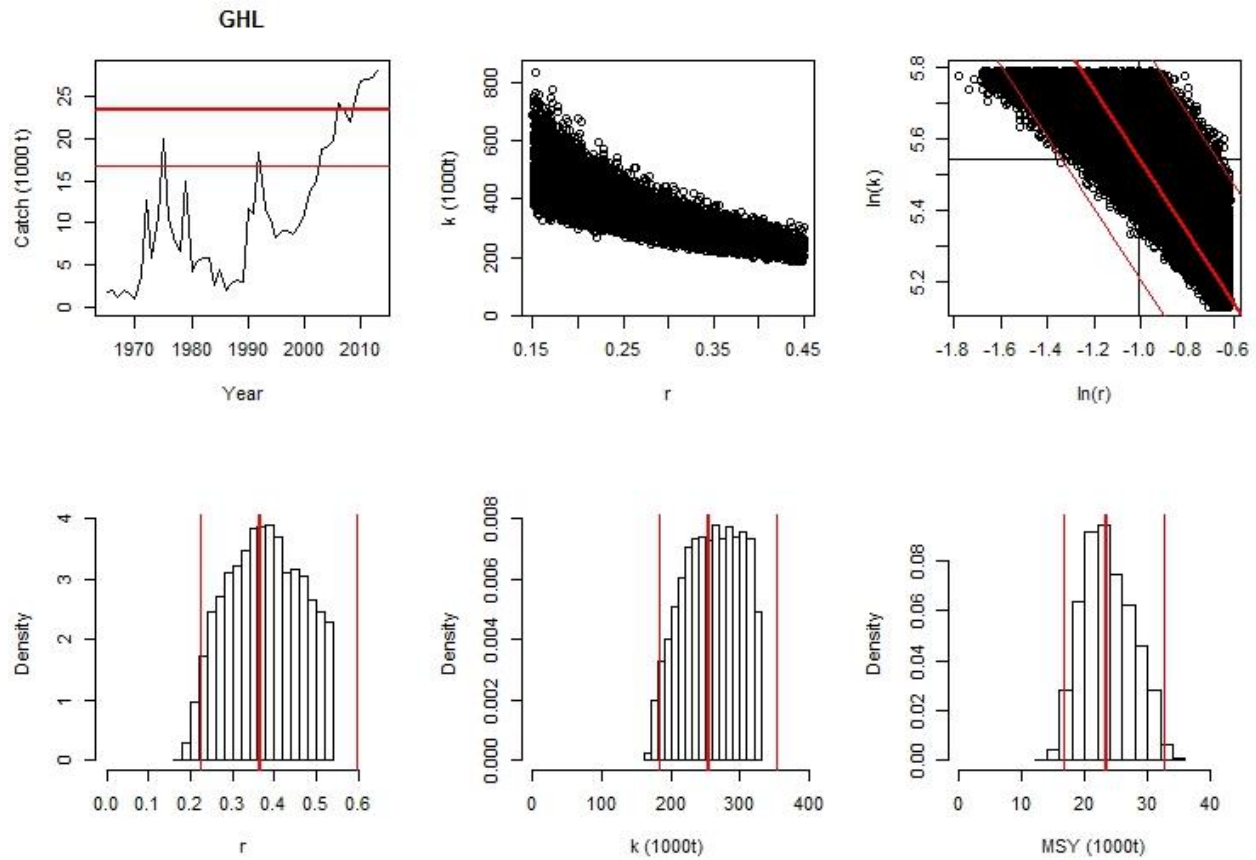 GHL
Catch (1000 t)
0 5 10 15 20 25
1970 1980 1990 2000 2010
Year
k (1000t)
0 200 400 600 800
0.15 0.25 0.35 0.45
r
ln(k)
5.2 5.4 5.6 5.8
-1.8 -1.6 -1.4 -1.2 -1.0 -0.8 -0.6
ln(r)
Density
0 1 2 3 4
0.0 0.1 0.2 0.3 0.4 0.5 0.6
r
Density
0.000 0.002 0.004 0.006 0.008
0 100 200 300 400
k (1000t)
Density
0.00 0.02 0.04 0.06 0.08
0 10 20 30 40
MSY (1000t)